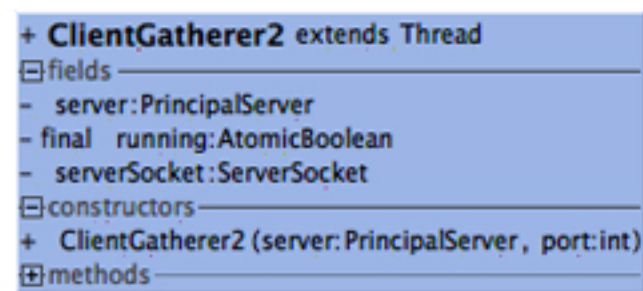 + ClientGatherer2 extends Thread
fields
- server:PrincipalServer
- final running:AtomicBoolean
- serverSocket:ServerSocket
constructors
+ ClientGatherer2 (server:PrincipalServer, port:int)
methods